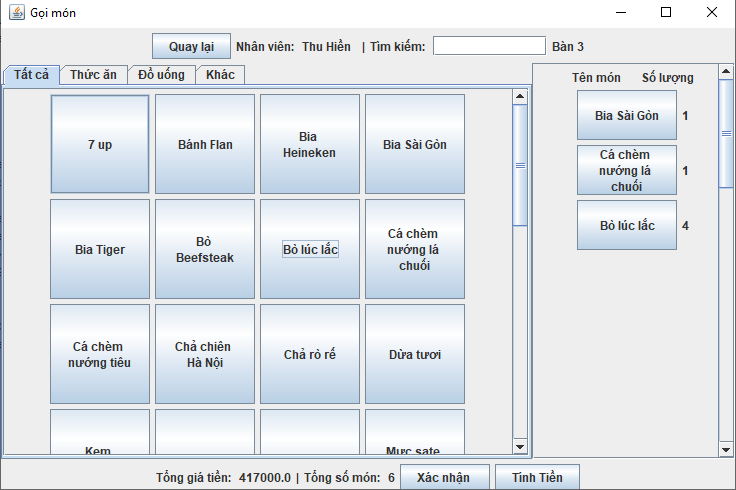 Gọi món
Quay lại Nhân viên: Thu Hiền | Tìm kiếm: Bàn 3
Tất cả Thức ăn Đồ uống Khác
7 up
Bánh Flan
Bia
Heineken
Bia Sài Gòn
Bia Tiger
Bò
Beefsteak
Bò lúc lắc
Cá chẻm
nướng lá
chuối
Cá chẻm
nướng tiêu
Chả chiên
Hà Nội
Chả rò rế
Dừa tươi
Kem
Mực sate
Tên món Số lượng
Bia Sài Gòn 1
Cá chẻm
nướng lá
chuối
1
Bò lúc lắc 4
Tổng giá tiền: 417000.0 | Tổng số món: 6 Xác nhận Tính Tiền